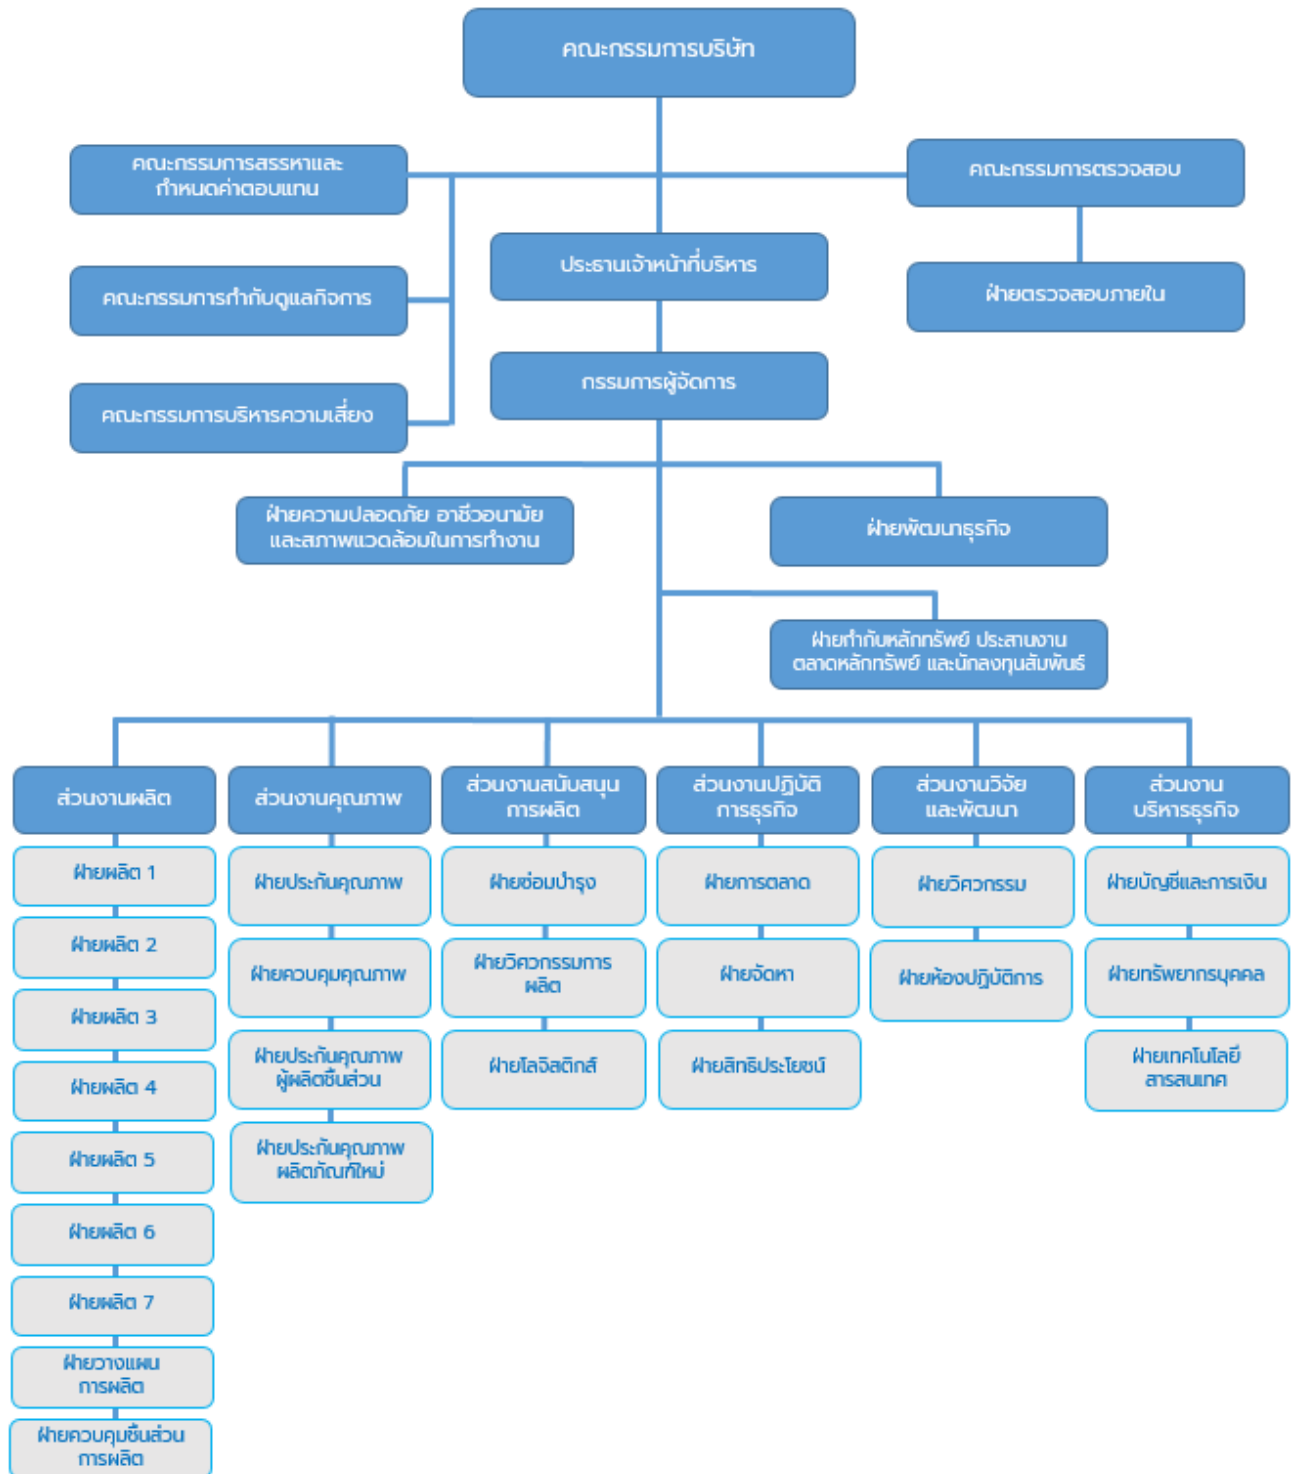 คณะกรรมการบริษัท
คณะกรรมการสรรหาและ
กำหนดค่าตอบแทน
คณะกรรมการตรวจสอบ
ประธานเจ้าหน้าที่บริหาร
คณะกรรมการกำกับดูแลกิจการ
ฝ่ายตรวจสอบภายใน
กรรมการผู้จัดการ
คณะกรรมการบริหารความเสี่ยง
ฝ่ายความปลอดภัย อาชีวอนามัย
และสภาพแวดล้อมในการทำงาน
ฝ่ายพัฒนาธุรกิจ
ฝ่ายกำกับหลักทรัพย์ ประสานงาน
ตลาดหลักทรัพย์ และนักลงทุนสัมพันธ์
ส่วนงานผลิต
ฝ่ายผลิต 1
ฝ่ายผลิต 2
ฝ่ายผลิต 3
ฝ่ายผลิต 4
ฝ่ายผลิต 5
ฝ่ายผลิต 6
ฝ่ายผลิต 7
ฝ่ายวางแผน
การผลิต
ฝ่ายควบคุมชิ้นส่วน
การผลิต
ส่วนงานคุณภาพ
ฝ่ายประกันคุณภาพ
ฝ่ายควบคุมคุณภาพ
ฝ่ายประกันคุณภาพ
ผู้ผลิตชิ้นส่วน
ฝ่ายประกันคุณภาพ
ผลิตภัณฑ์ใหม่
ส่วนงานสนับสนุน
การผลิต
ฝ่ายซ่อมบำรุง
ฝ่ายวิศวกรรมการ
ผลิต
ฝ่ายโลจิสติกส์
ส่วนงานปฏิบัติ
การธุรกิจ
ฝ่ายการตลาด
ฝ่ายจัดหา
ฝ่ายสิทธิประโยชน์
ส่วนงานวิจัย
และพัฒนา
ฝ่ายวิศวกรรม
ฝ่ายห้องปฏิบัติการ
ส่วนงาน
บริหารธุรกิจ
ฝ่ายบัญชีและการเงิน
ฝ่ายทรัพยากรบุคคล
ฝ่ายเทคโนโลยี
สารสนเทศ